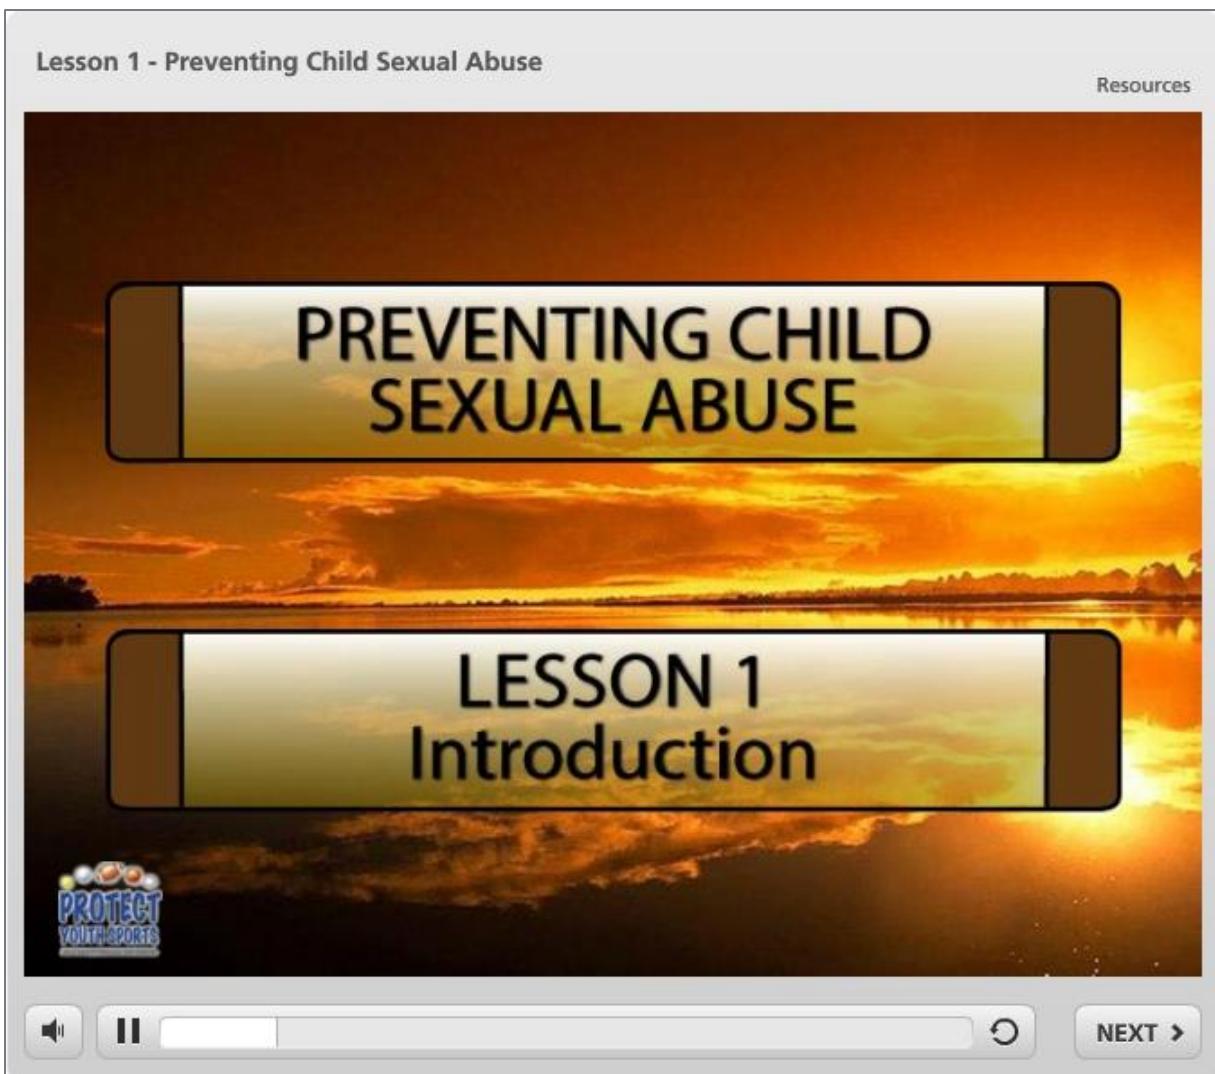 Lesson 1 - Preventing Child Sexual Abuse
Resources
PREVENTING CHILD
SEXUAL ABUSE
LESSON 1
Introduction
PROTECT
YOUTH SPORTS
NEXT